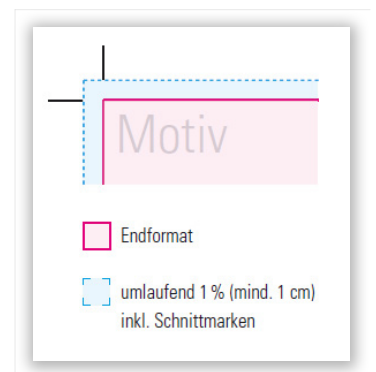 Motiv
Endformat
umlaufend 1 % (mind. 1 cm)
inkl. Schnittmarken